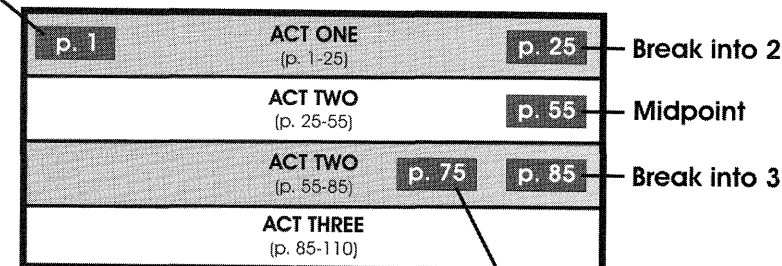 p. 1 ACT ONE p. 25 Break into 2
(p. 1-25)
ACT TWO p. 55 Midpoint
(p. 25-55)
ACT TWO p. 75 p. 85 Break into 3
(p. 55-85)
ACT THREE
(p. 85-110)